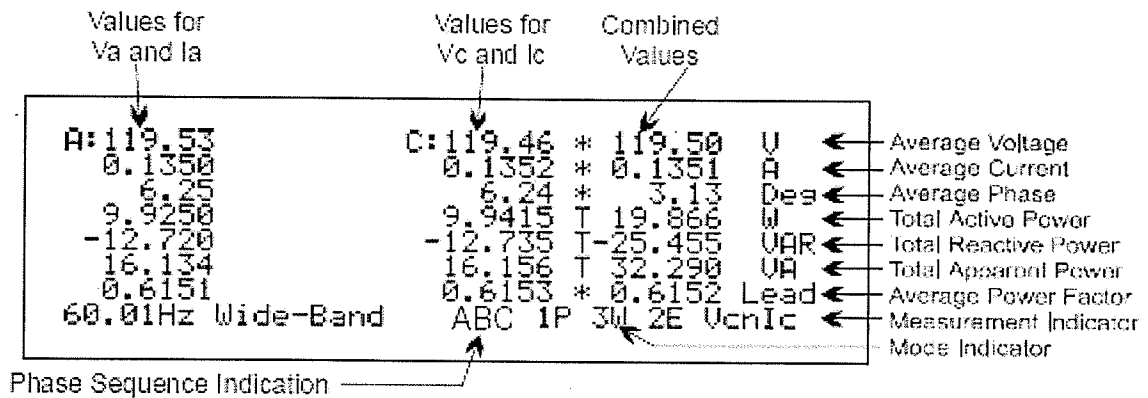 Values for
Va and Ia
Values for
Vc and Ic
Combined
Values
A:119.53 C:119.46 * 119.50 V
0.1350 0.1352 * 0.1351 A
6.25 6.24 * 3.13 Deg
9.9250 9.9415 T 19.866 W
-12.720 -12.735 T-25.455 VAR
16.134 16.156 T 32.290 VA
0.6151 0.6153 * 0.6152 Lead
60.01Hz Wide-Band ABC 1P 3W 2E VcnIc
Average Voltage
Average Current
Average Phase
Total Active Power
Total Reactive Power
Total Apparent Power
Average Power Factor
Measurement Indicator
Mode Indicator
Phase Sequence Indication